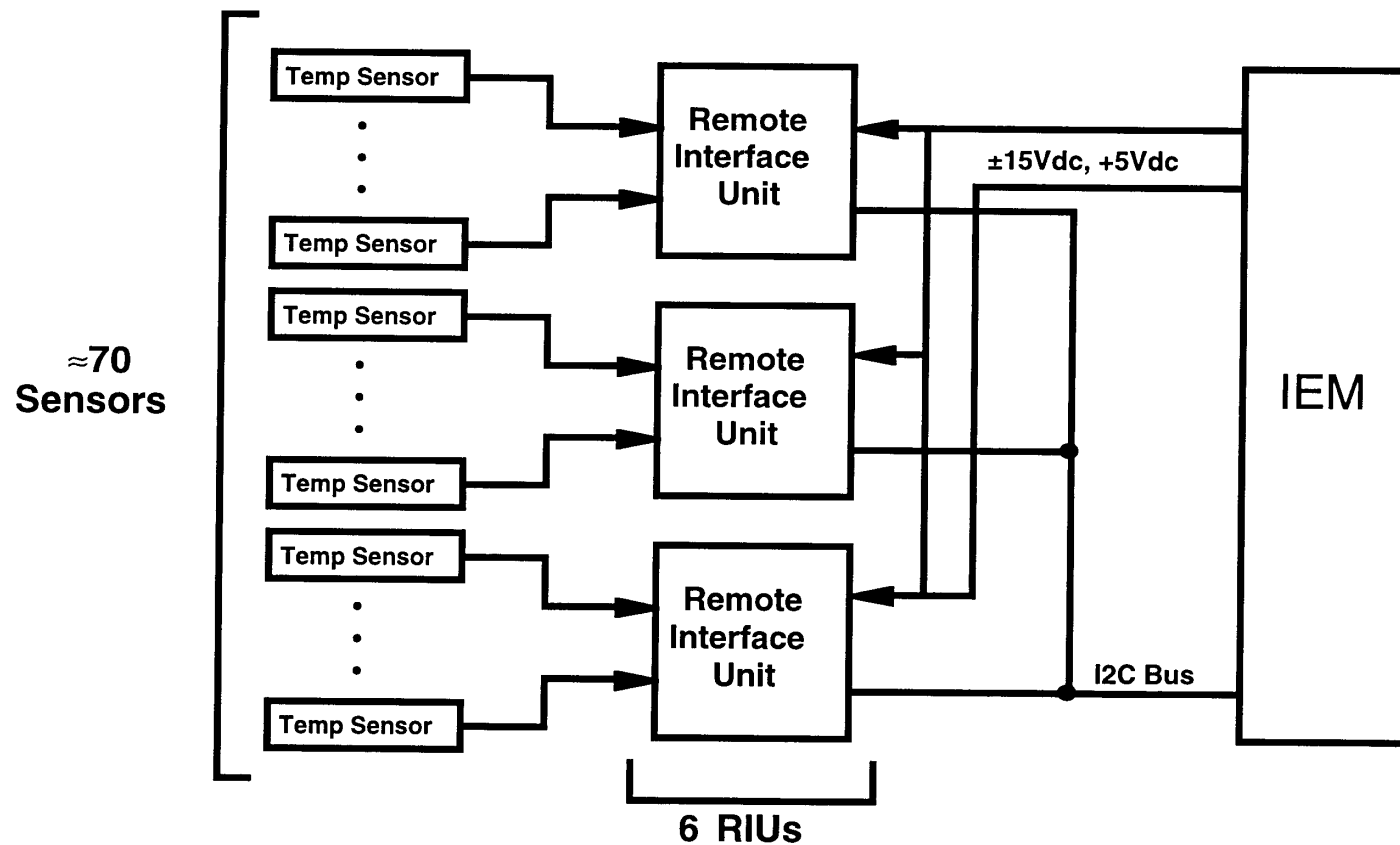 Temp Sensor
Temp Sensor
Temp Sensor
Temp Sensor
Temp Sensor
Temp Sensor
≈70
Sensors
Remote
Interface
Unit
Remote
Interface
Unit
Remote
Interface
Unit
6 RIUs
±15Vdc, +5Vdc
I2C Bus
IEM